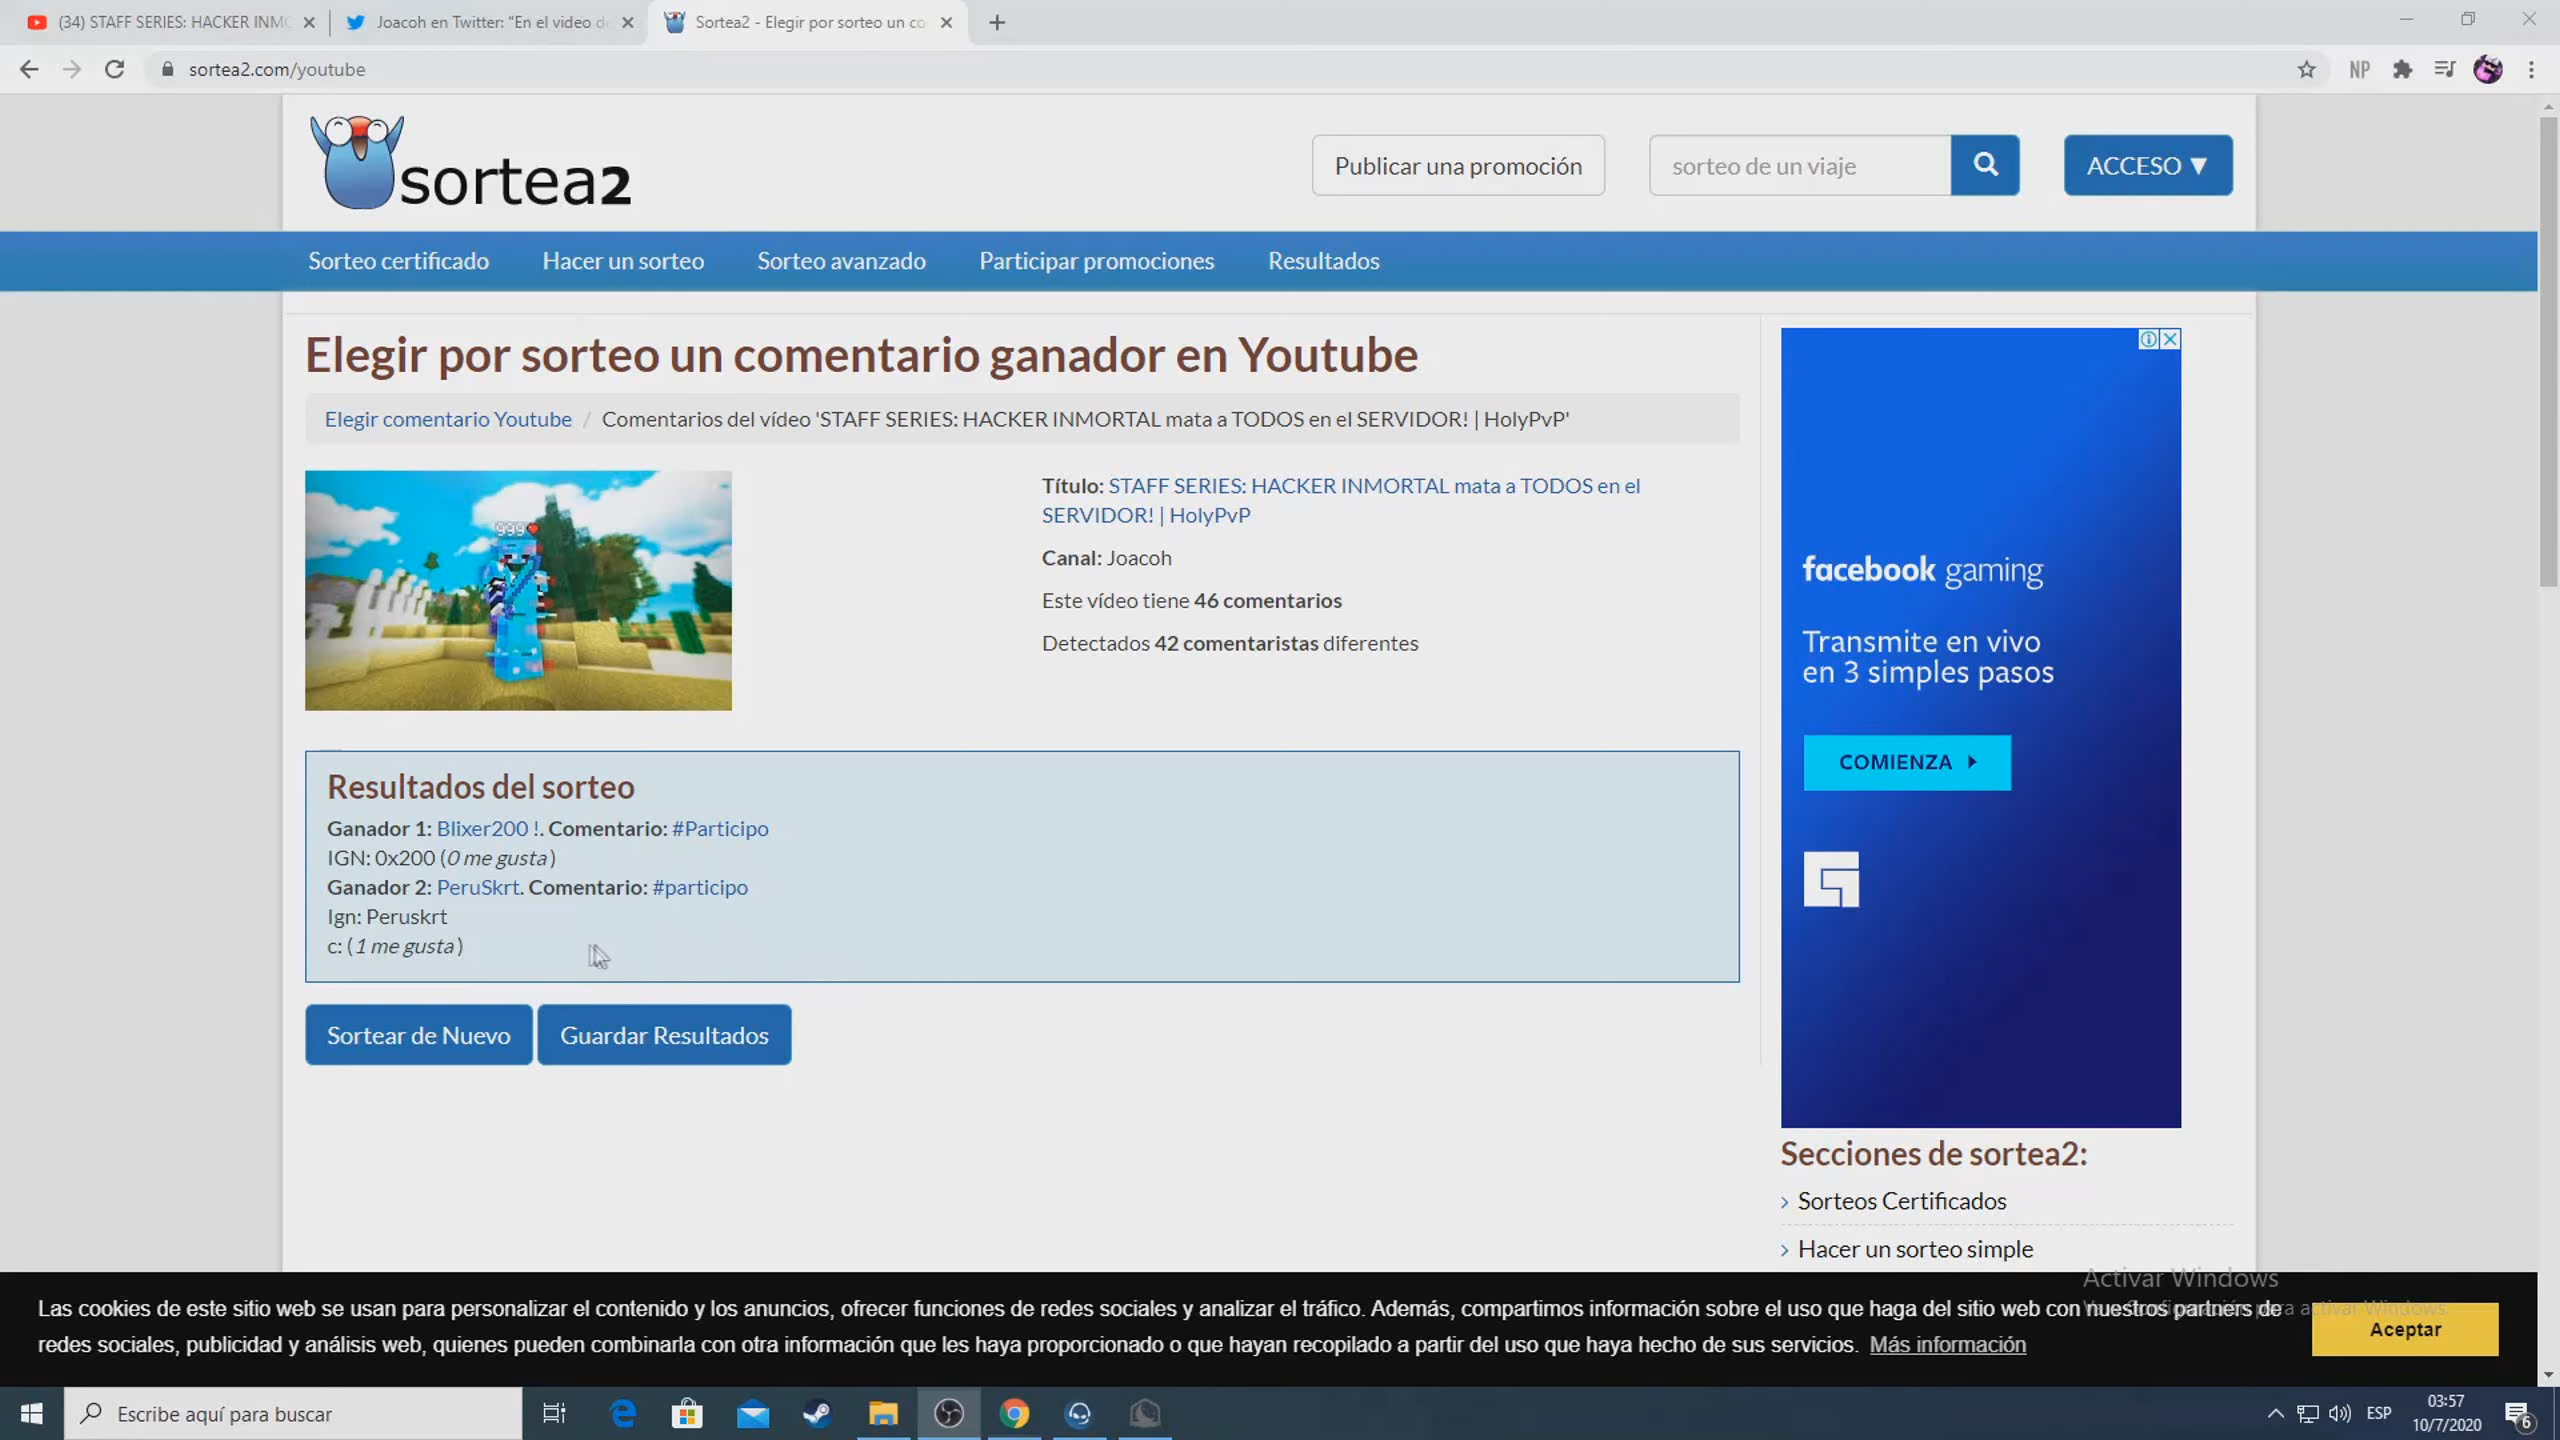 (34) STAFF SERIES: HACKER INMO
Joacoh en Twitter: "En el video de
Sortea2 - Elegir por sorteo un co
sortea2.com/youtube
NP
sortea2
Publicar una promoción
sorteo de un viaje
ACCESO ▼
Sorteo certificado
Hacer un sorteo
Sorteo avanzado
Participar promociones
Resultados
Elegir por sorteo un comentario ganador en Youtube
Elegir comentario Youtube / Comentarios del vídeo 'STAFF SERIES: HACKER INMORTAL mata a TODOS en el SERVIDOR! | HolyPvP'
999
Título: STAFF SERIES: HACKER INMORTAL mata a TODOS en el
SERVIDOR! | HolyPvP
Canal: Joacoh
Este vídeo tiene 46 comentarios
Detectados 42 comentaristas diferentes
Resultados del sorteo
Ganador 1: Blixer200 !. Comentario: #Participo
IGN: 0x200 (0 me gusta)
Ganador 2: PeruSkrt. Comentario: #participo
Ign: Peruskrt
c: (1 me gusta)
Sortear de Nuevo
Guardar Resultados
facebook gaming
Transmite en vivo
en 3 simples pasos
COMIENZA
Secciones de sortea2:
Sorteos Certificados
Hacer un sorteo simple
Activar Windows
Ve a Configuración para activar Windows.
Las cookies de este sitio web se usan para personalizar el contenido y los anuncios, ofrecer funciones de redes sociales y analizar el tráfico. Además, compartimos información sobre el uso que haga del sitio web con nuestros partners de
redes sociales, publicidad y análisis web, quienes pueden combinarla con otra información que les haya proporcionado o que hayan recopilado a partir del uso que haya hecho de sus servicios. Más información
Aceptar
Escribe aquí para buscar
ESP
03:57
10/7/2020
6